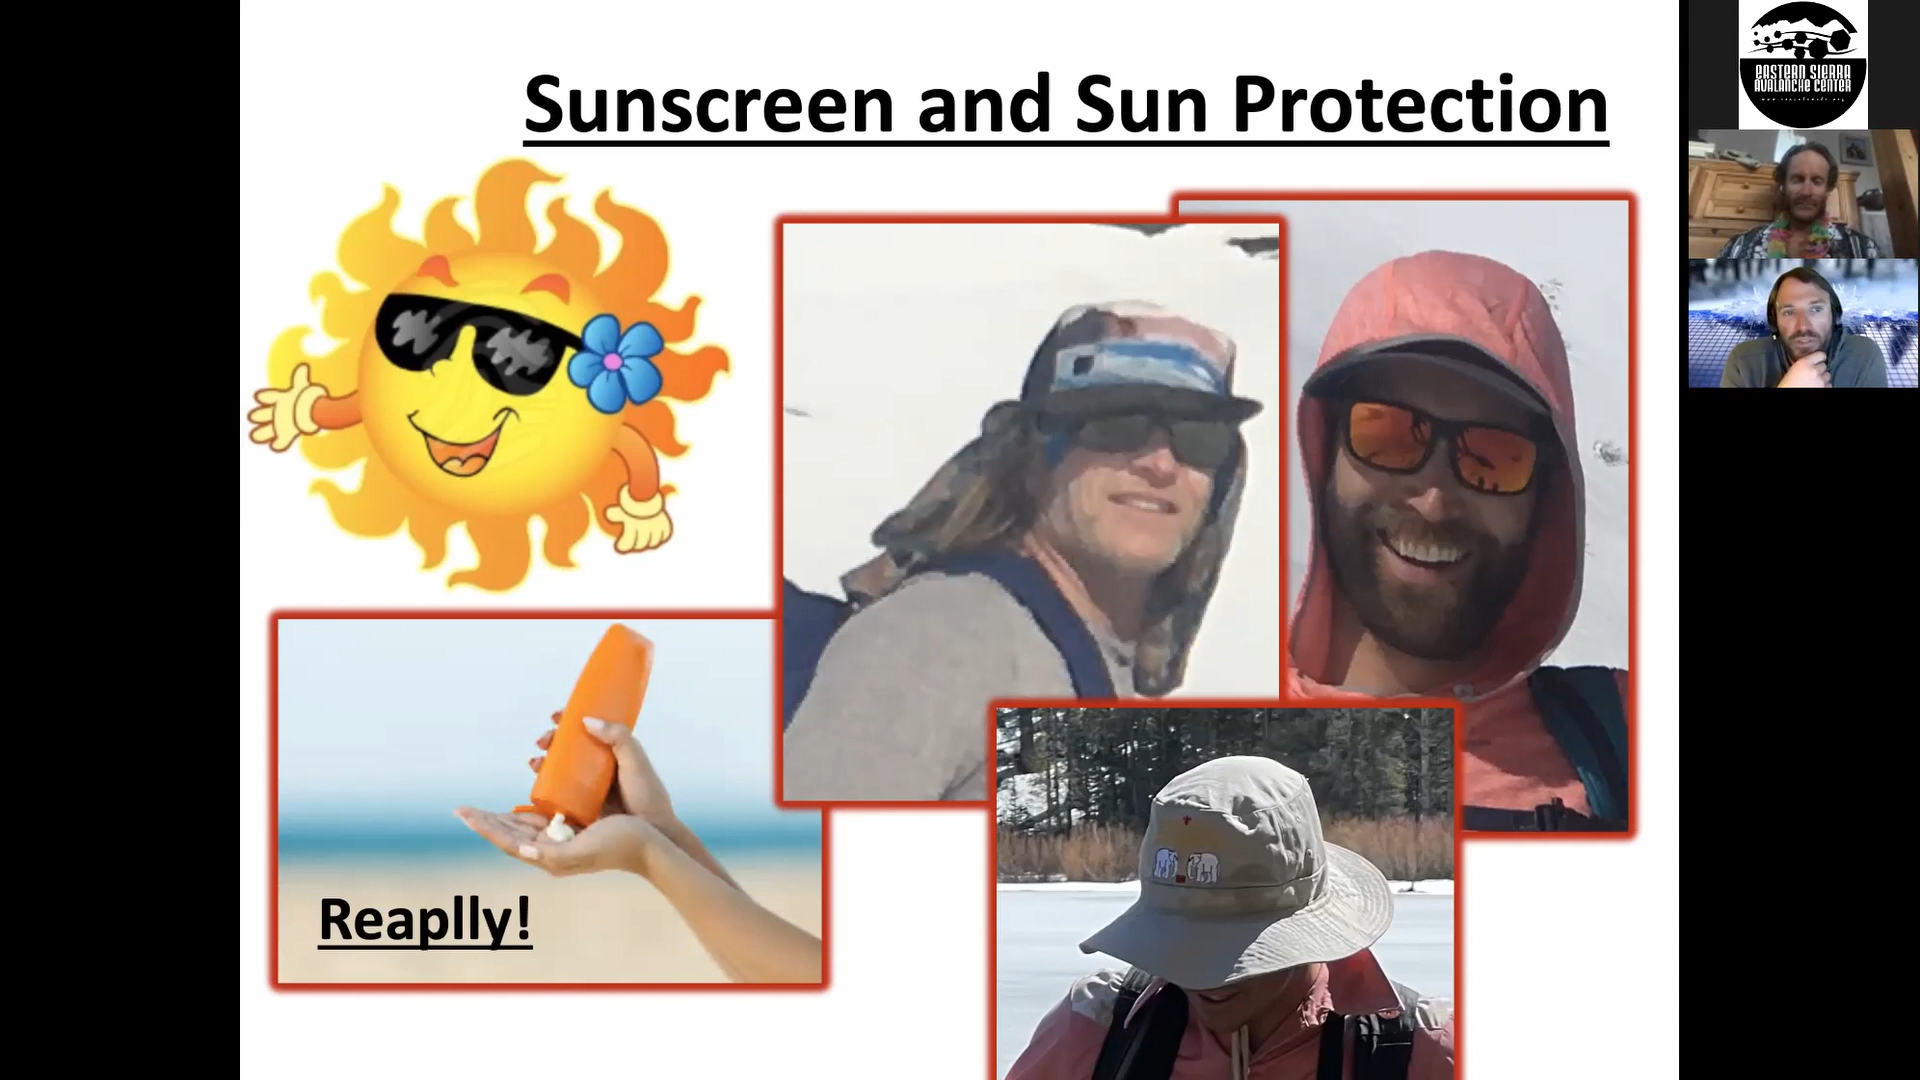 Sunscreen and Sun Protection
Reaplly!
EASTERN SIERRA
AVALANCHE CENTER